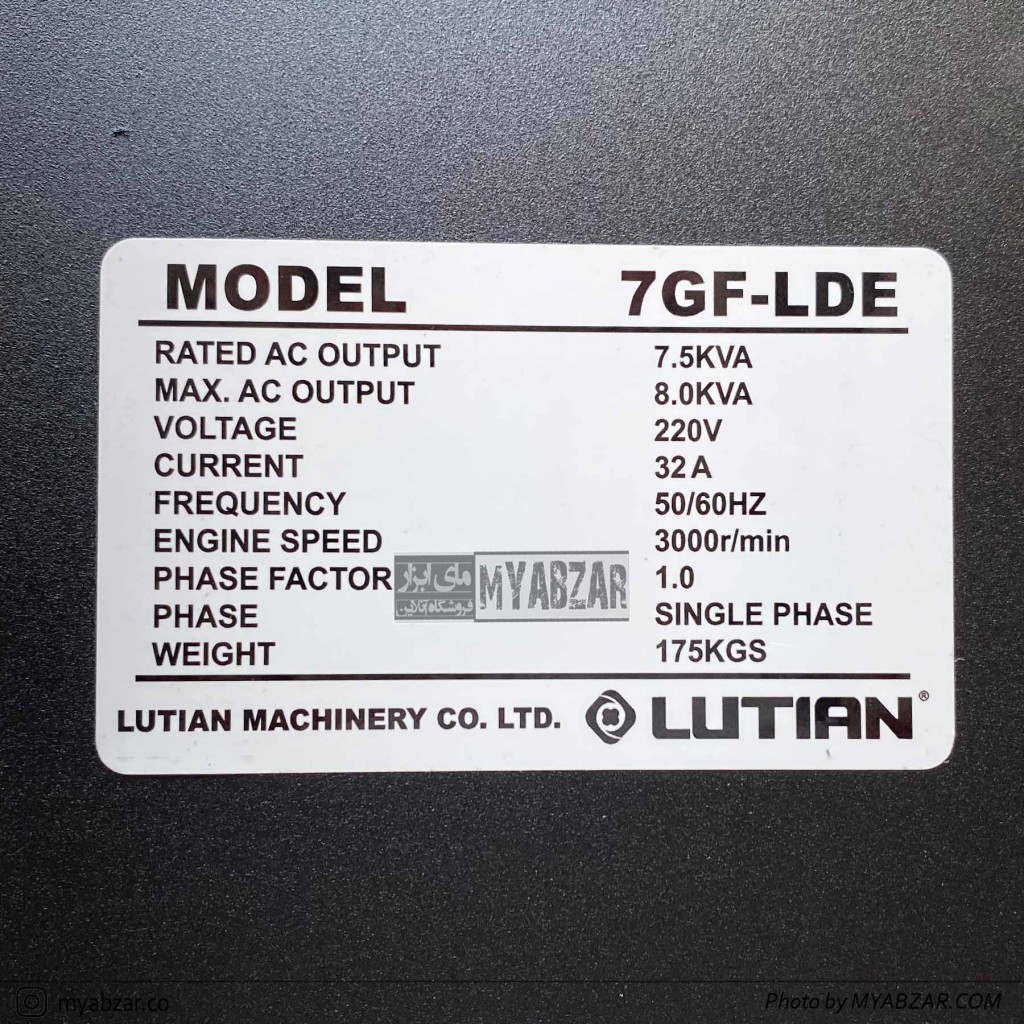 MODEL 7GF-LDE
RATED AC OUTPUT 7.5KVA
MAX. AC OUTPUT 8.0KVA
VOLTAGE 220V
CURRENT 32 A
FREQUENCY 50/60HZ
ENGINE SPEED 3000r/min
PHASE FACTOR 1.0
مای ابزار MYABZAR
فروشگاه آنلاین
PHASE SINGLE PHASE
WEIGHT 175KGS
LUTIAN MACHINERY CO. LTD. LUTIAN®
myabzar.co Photo by MYABZAR.COM